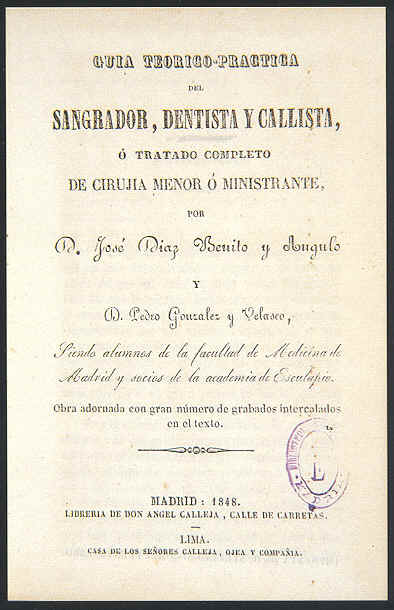 GUIA TEORICO-PRACTICA
DEL
SANGRADOR, DENTISTA Y CALLISTA,
Ó TRATADO COMPLETO
DE CIRUJIA MENOR Ó MINISTRANTE,
POR
D. José Diaz Benito y Angulo
Y
D. Pedro Gonzalez y Velasco,
Siendo alumnos de la facultad de Medicina de
Madrid y socios de la academia de Esculapio.
Obra adornada con gran número de grabados intercalados
en el texto.
MADRID: 1848.
LIBRERIA DE DON ANGEL CALLEJA, CALLE DE CARRETAS.
LIMA.
CASA DE LOS SEÑORES CALLEJA, OJEA Y COMPAÑIA.